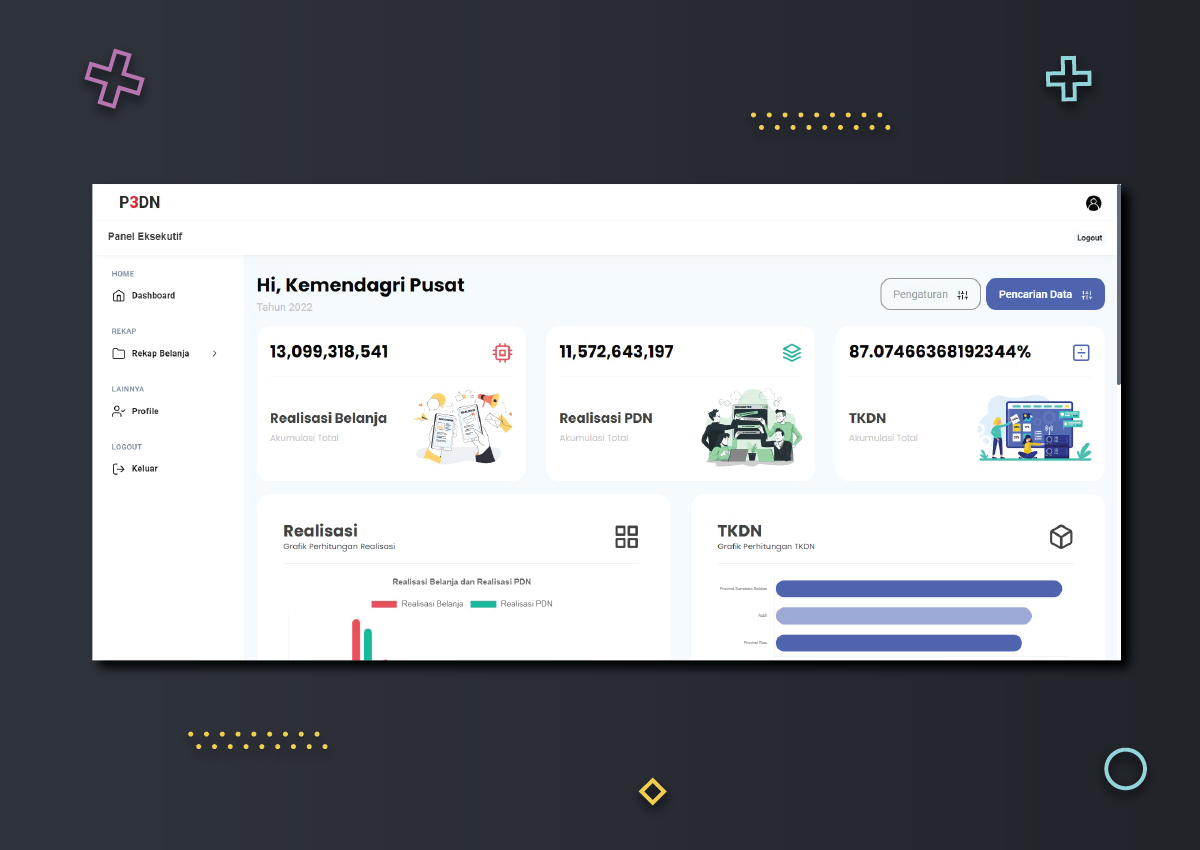 P3DN
Panel Eksekutif
Logout
HOME
Dashboard
REKAP
Rekap Belanja
LAINNYA
Profile
LOGOUT
Keluar
Hi, Kemendagri Pusat
Tahun 2022
Pengaturan
Pencarian Data
13,099,318,541
Realisasi Belanja
Akumulasi Total
11,572,643,197
Realisasi PDN
Akumulasi Total
87.07466368192344%
TKDN
Akumulasi Total
Realisasi
Grafik Perhitungan Realisasi
Realisasi Belanja dan Realisasi PDN
Realisasi Belanja
Realisasi PDN
TKDN
Grafik Perhitungan TKDN
Provinsi Sumatera Selatan
Provinsi Riau